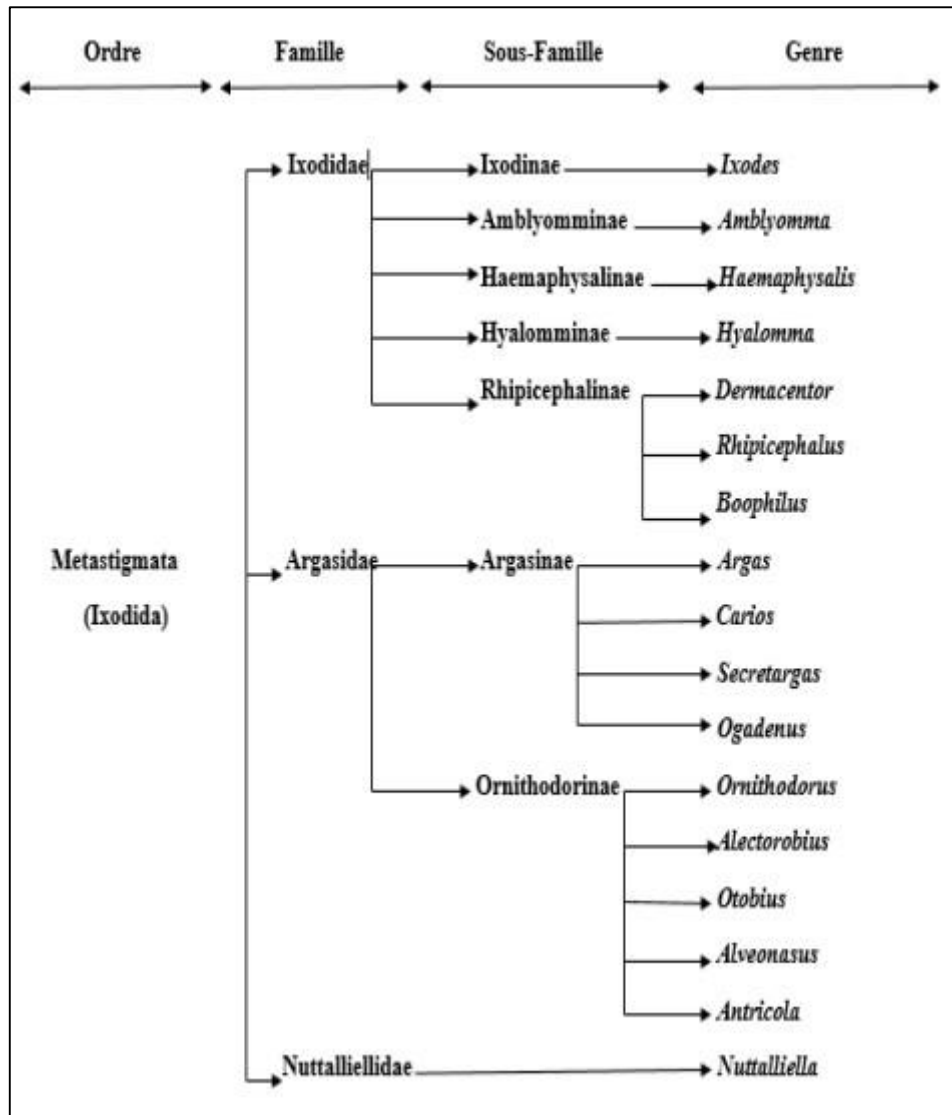 Ordre Famille Sous-Famille Genre
Ixodidae Ixodinae Ixodes
Amblyomminae Amblyomma
Haemaphysalinae Haemaphysalis
Hyalomminae Hyalomma
Rhipicephalinae Dermacentor
Rhipicephalus
Boophilus
Metastigmata Argasidae Argasinae Argas
(Ixodida) Carios
Secretargas
Ogadenus
Ornithodorinae Ornithodorus
Alectorobius
Otobius
Alveonasus
Antricola
Nuttalliellidae Nuttalliella